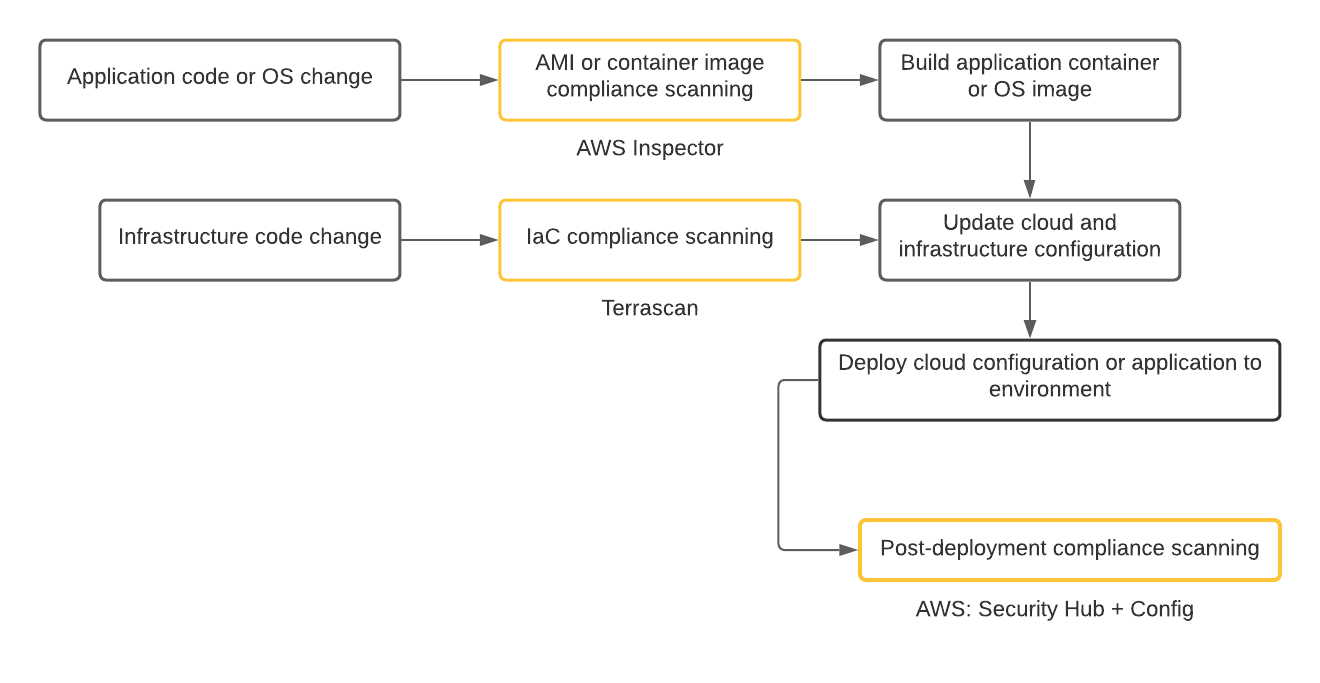 Application code or OS change
AMI or container image
compliance scanning
Build application container
or OS image
AWS Inspector
Infrastructure code change
IaC compliance scanning
Update cloud and
infrastructure configuration
Terrascan
Deploy cloud configuration or application to
environment
Post-deployment compliance scanning
AWS: Security Hub + Config